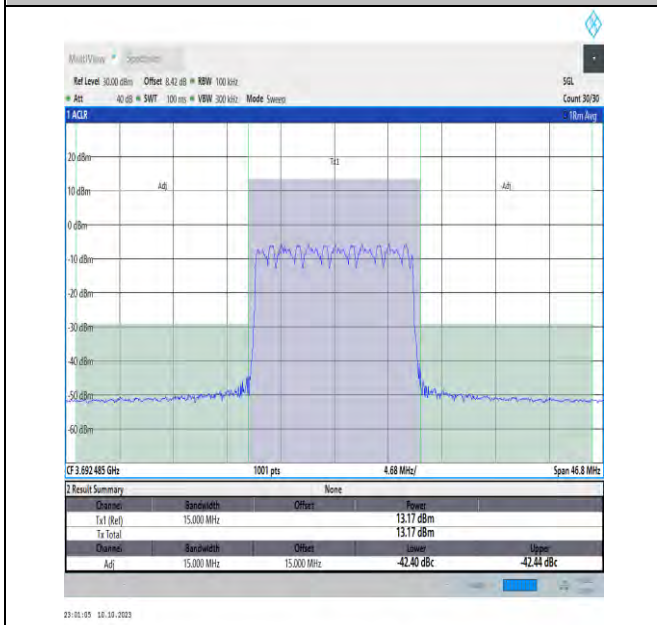 MultiView Spectrum
Ref Level 30.00 dBm Offset 8.42 dB RBW 100 kHz SGL
Att 40 dB SWT 100 ms VBW 300 kHz Mode Sweep Count 30/30
1 ACLR 1Rm Avg
20 dBm
Tx1
10 dBm Adj Adj
0 dBm
-10 dBm
-20 dBm
-30 dBm
-40 dBm
-50 dBm
-60 dBm
CF 3.692 485 GHz 1001 pts 4.68 MHz/ Span 46.8 MHz
2 Result Summary None
Channel Bandwidth Offset Power
Tx1 (Ref) 15.000 MHz 13.17 dBm
Tx Total 13.17 dBm
Channel Bandwidth Offset Lower Upper
Adj 15.000 MHz 15.000 MHz -42.40 dBc -42.44 dBc
23:01:05 10.10.2023